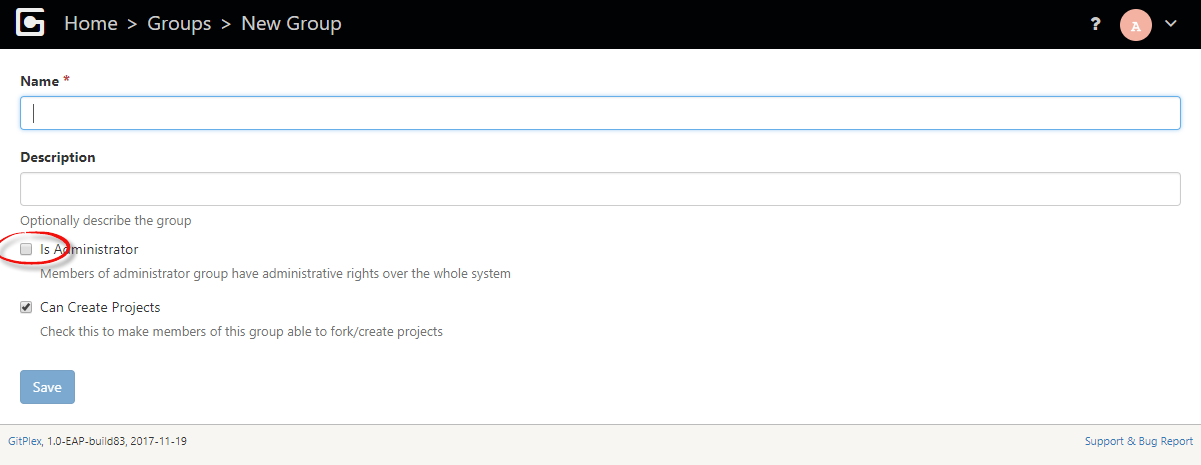 Home > Groups > New Group
? A
Name *
Description
Optionally describe the group
Is Administrator
Members of administrator group have administrative rights over the whole system
Can Create Projects
Check this to make members of this group able to fork/create projects
Save
GitPlex, 1.0-EAP-build83, 2017-11-19
Support & Bug Report